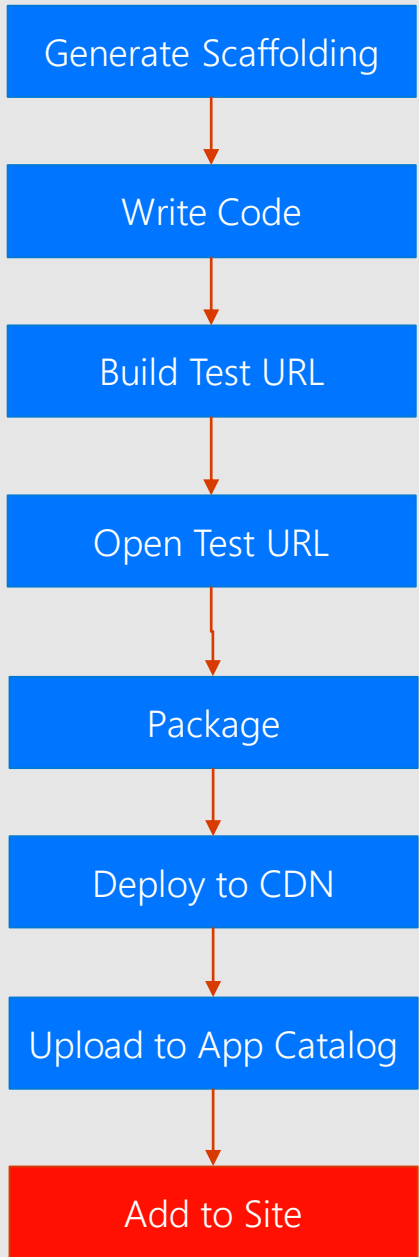 Generate Scaffolding
Write Code
Build Test URL
Open Test URL
Package
Deploy to CDN
Upload to App Catalog
Add to Site